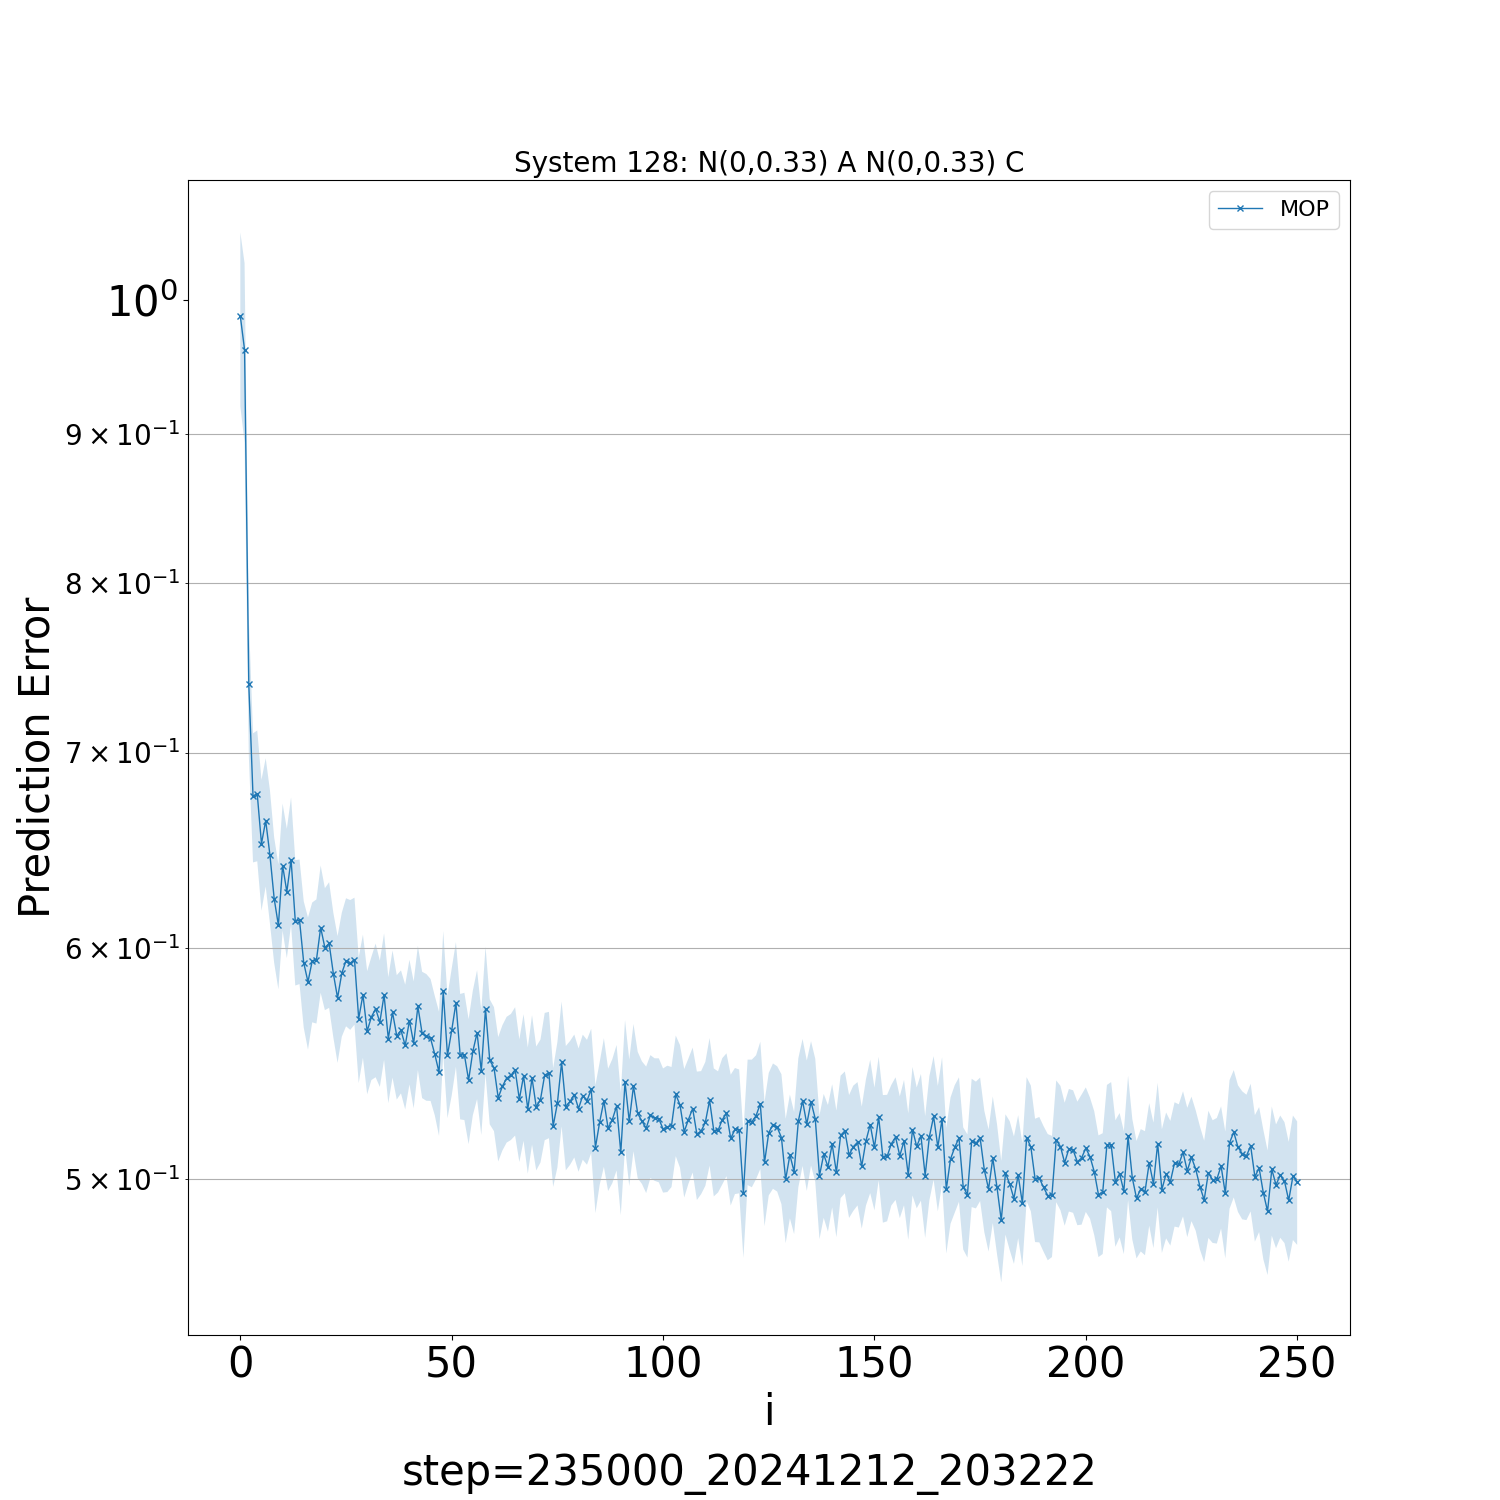 System 128: N(0,0.33) A N(0,0.33) C
MOP
10⁰
9 × 10⁻¹
8 × 10⁻¹
7 × 10⁻¹
6 × 10⁻¹
5 × 10⁻¹
Prediction Error
0 50 100 150 200 250
i
step=235000_20241212_203222